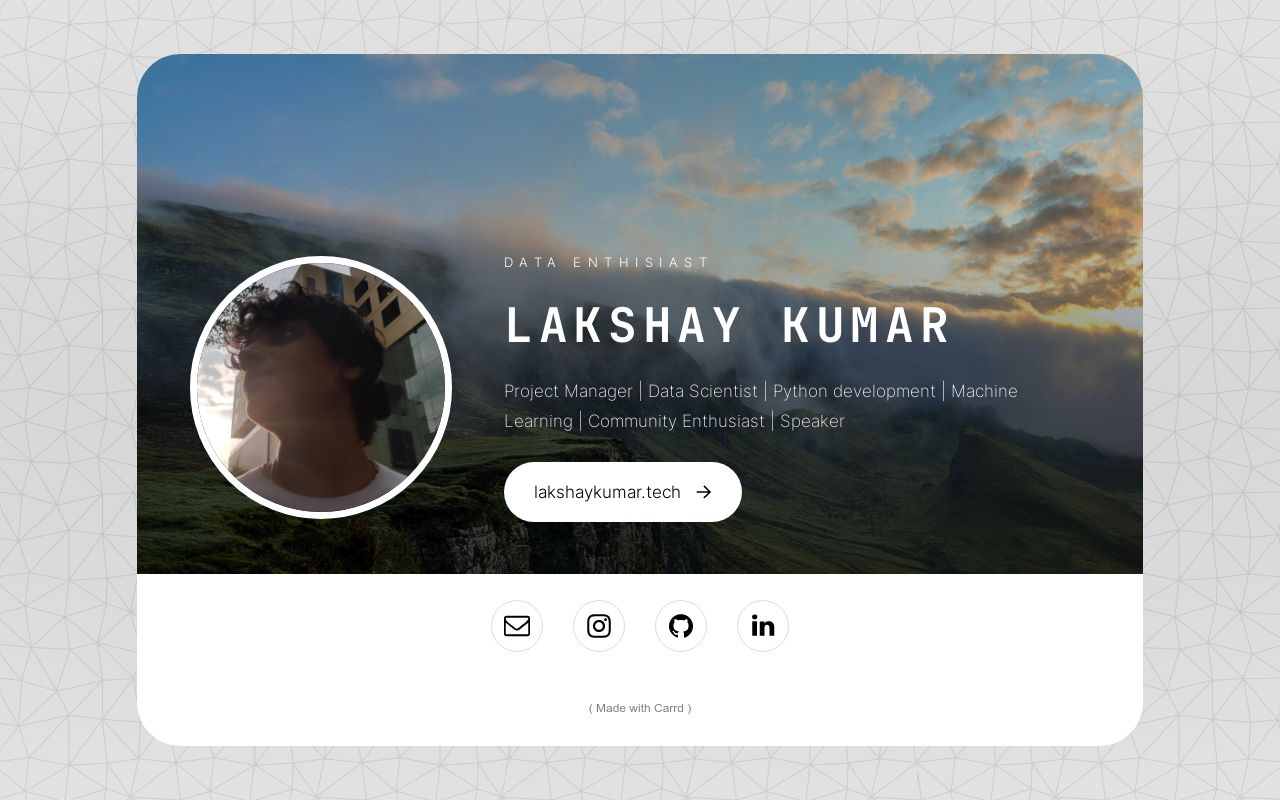 DATA ENTHISIAST
LAKSHAY KUMAR
Project Manager | Data Scientist | Python development | Machine
Learning | Community Enthusiast | Speaker
lakshaykumar.tech →
( Made with Carrd )